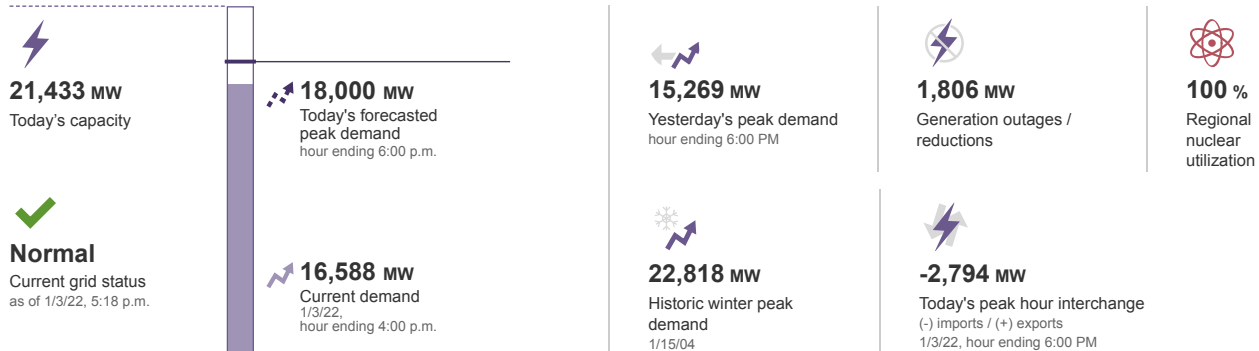 21,433 MW
Today's capacity
Normal
Current grid status
as of 1/3/22, 5:18 p.m.
18,000 MW
Today's forecasted
peak demand
hour ending 6:00 p.m.
16,588 MW
Current demand
1/3/22,
hour ending 4:00 p.m.
15,269 MW
Yesterday's peak demand
hour ending 6:00 PM
1,806 MW
Generation outages /
reductions
100 %
Regional
nuclear
utilization
22,818 MW
Historic winter peak
demand
1/15/04
-2,794 MW
Today's peak hour interchange
(-) imports / (+) exports
1/3/22, hour ending 6:00 PM